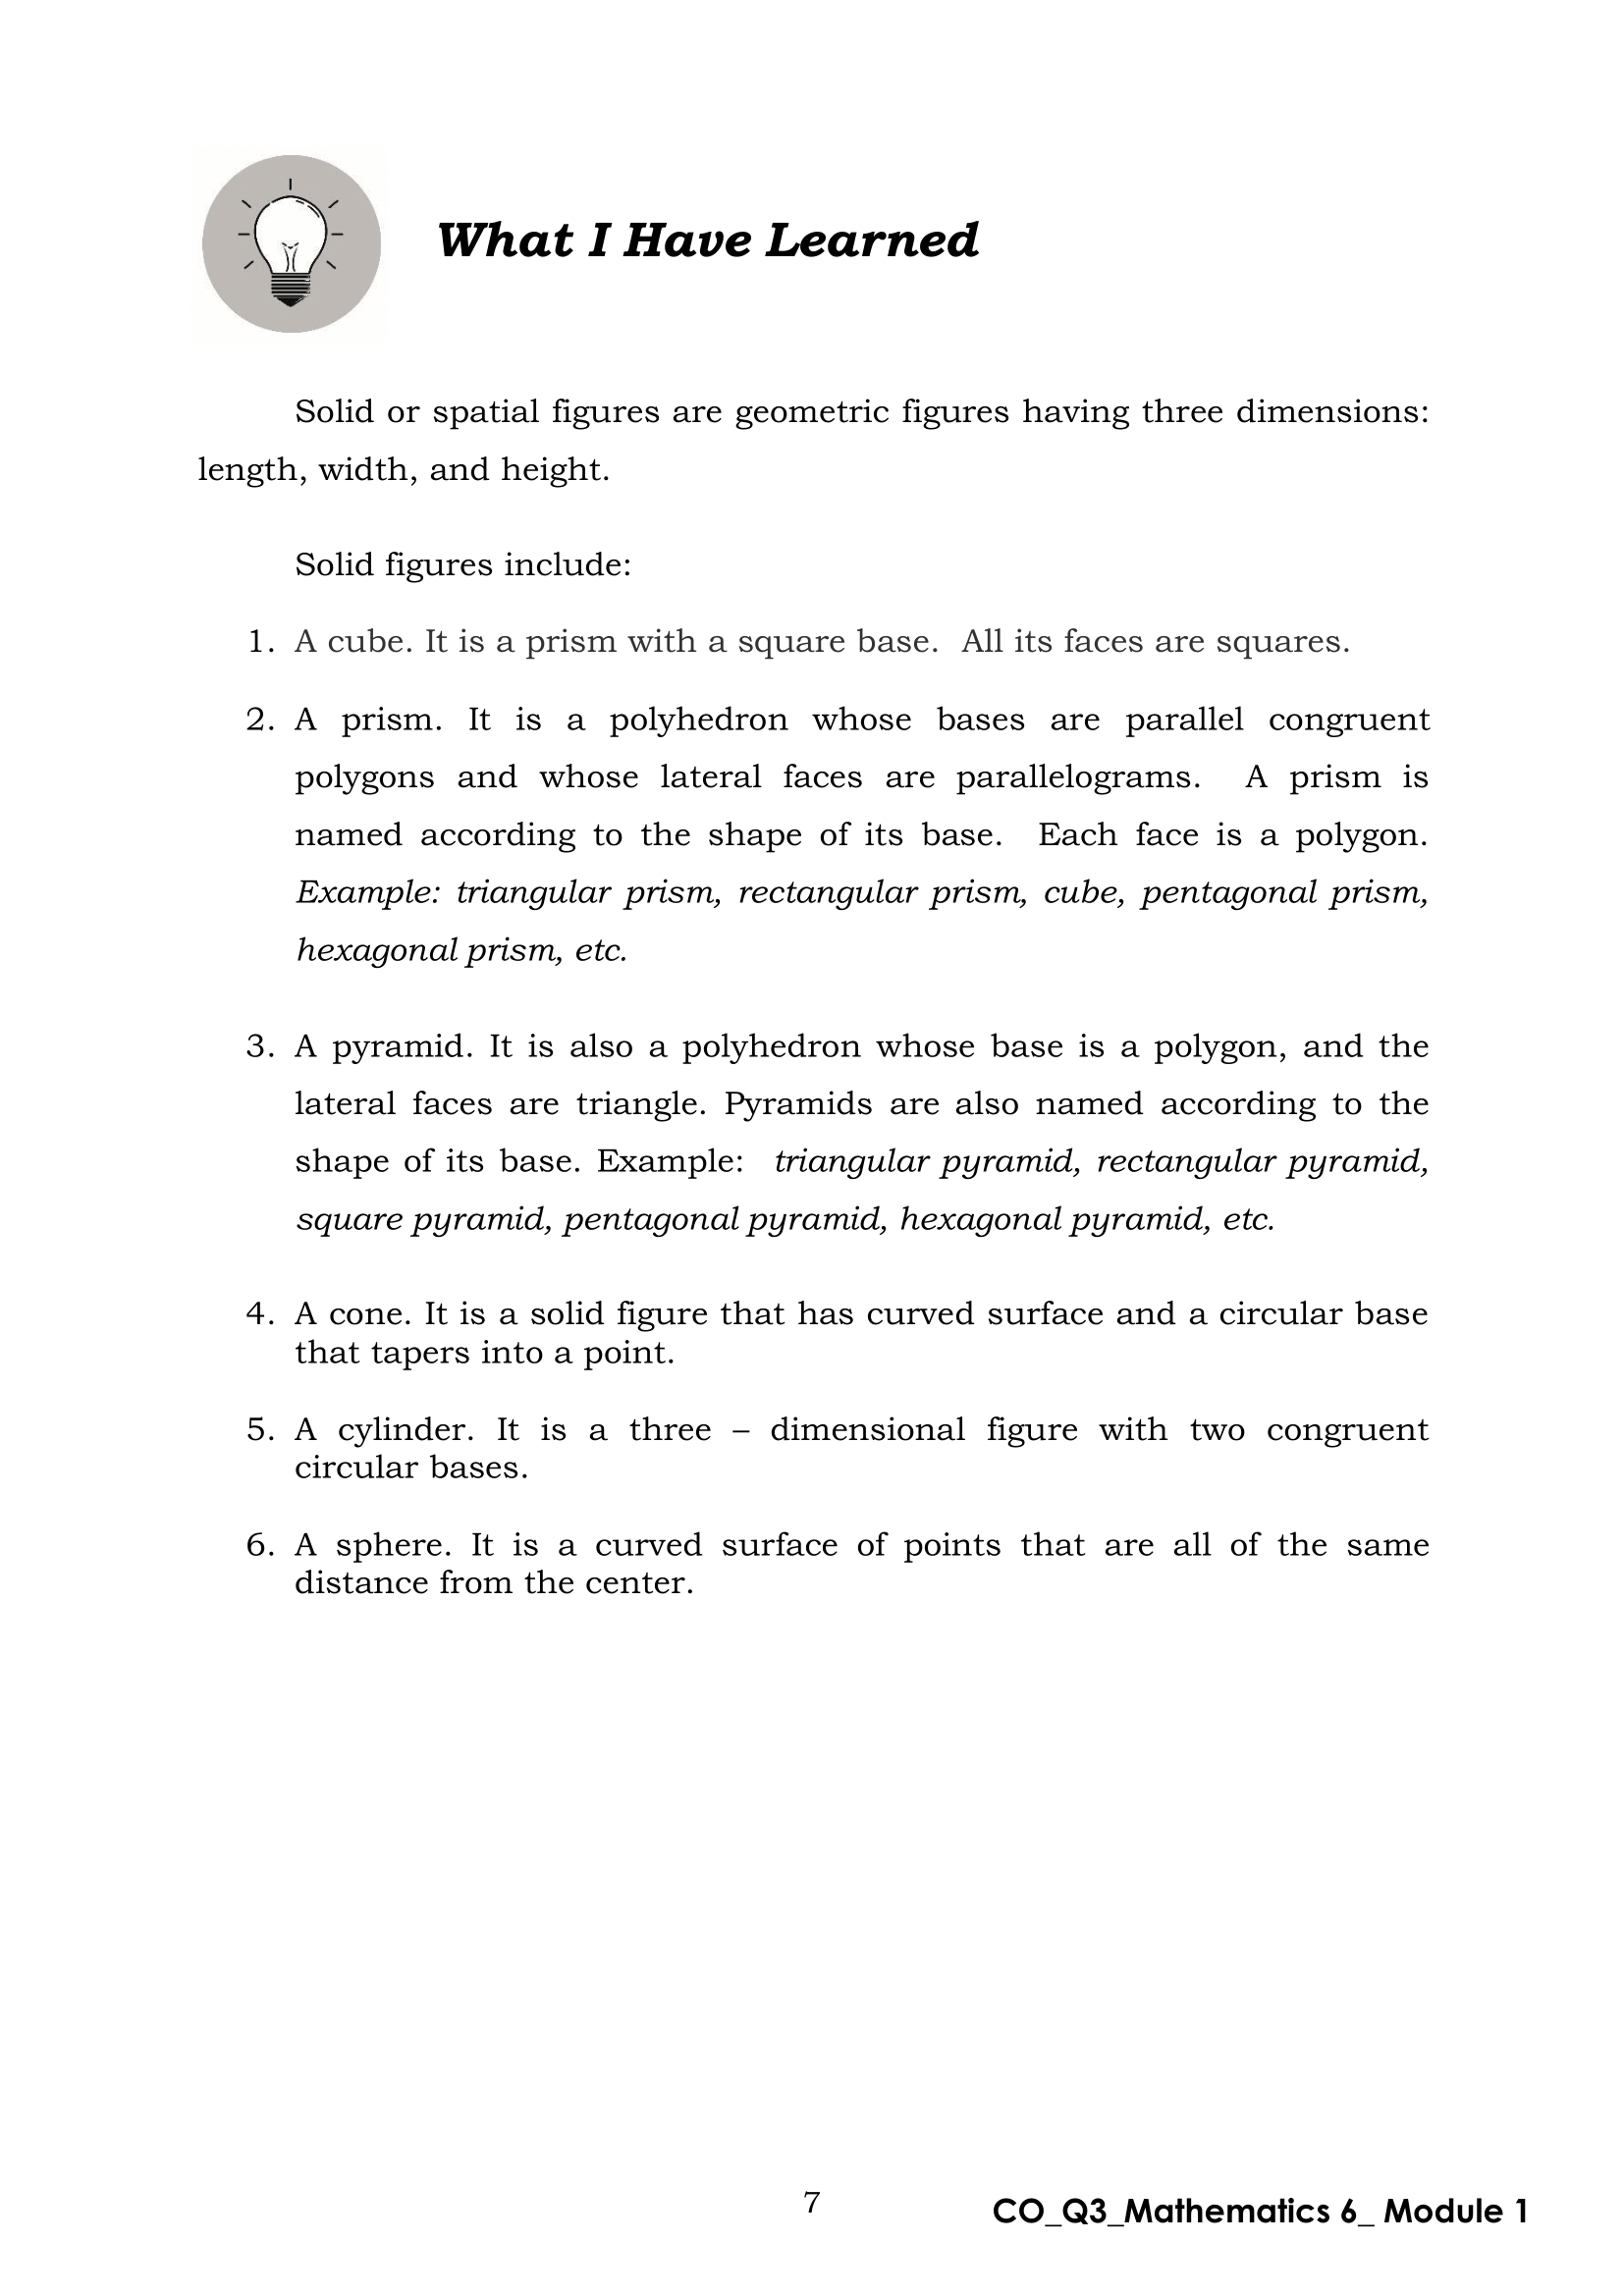 What I Have Learned
Solid or spatial figures are geometric figures having three dimensions:
length, width, and height.
Solid figures include:
1. A cube. It is a prism with a square base.  All its faces are squares.
2. A prism. It is a polyhedron whose bases are parallel congruent
polygons and whose lateral faces are parallelograms.  A prism is
named according to the shape of its base.  Each face is a polygon.
Example: triangular prism, rectangular prism, cube, pentagonal prism,
hexagonal prism, etc.
3. A pyramid. It is also a polyhedron whose base is a polygon, and the
lateral faces are triangle. Pyramids are also named according to the
shape of its base. Example:  triangular pyramid, rectangular pyramid,
square pyramid, pentagonal pyramid, hexagonal pyramid, etc.
4. A cone. It is a solid figure that has curved surface and a circular base
that tapers into a point.
5. A cylinder. It is a three – dimensional figure with two congruent
circular bases.
6. A sphere. It is a curved surface of points that are all of the same
distance from the center.
7
CO_Q3_Mathematics 6_ Module 1